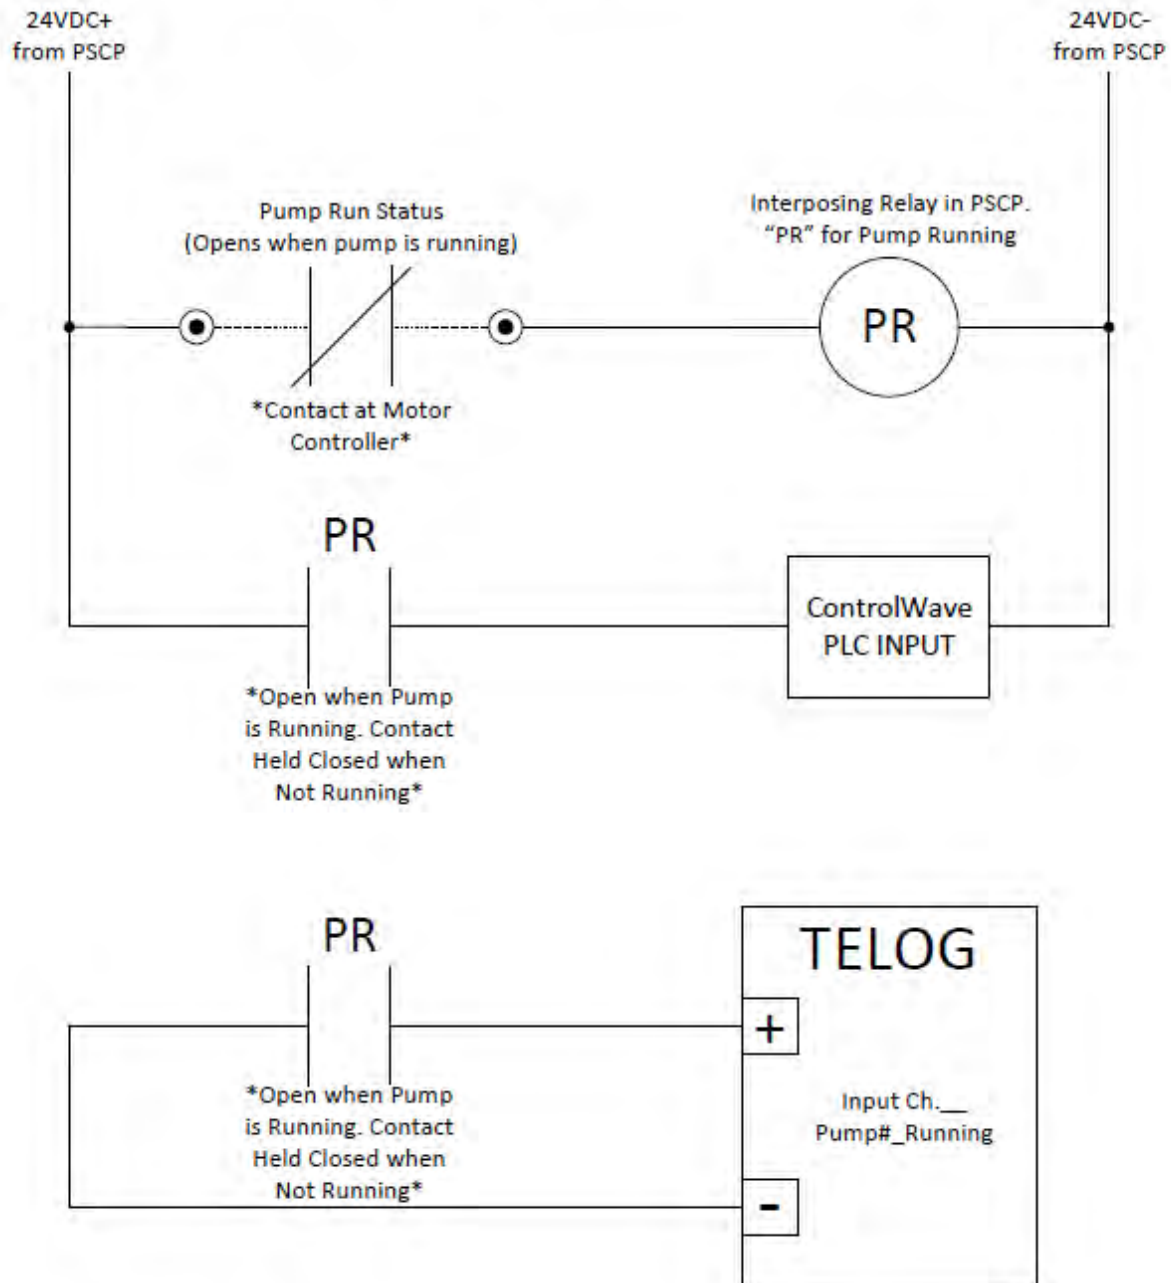 24VDC+
from PSCP
24VDC-
from PSCP
Pump Run Status
(Opens when pump is running)
Interposing Relay in PSCP.
“PR” for Pump Running
PR
*Contact at Motor
Controller*
PR
ControlWave
PLC INPUT
*Open when Pump
is Running. Contact
Held Closed when
Not Running*
PR
TELOG
+
*Open when Pump
is Running. Contact
Held Closed when
Not Running*
Input Ch.__
Pump#_Running
-